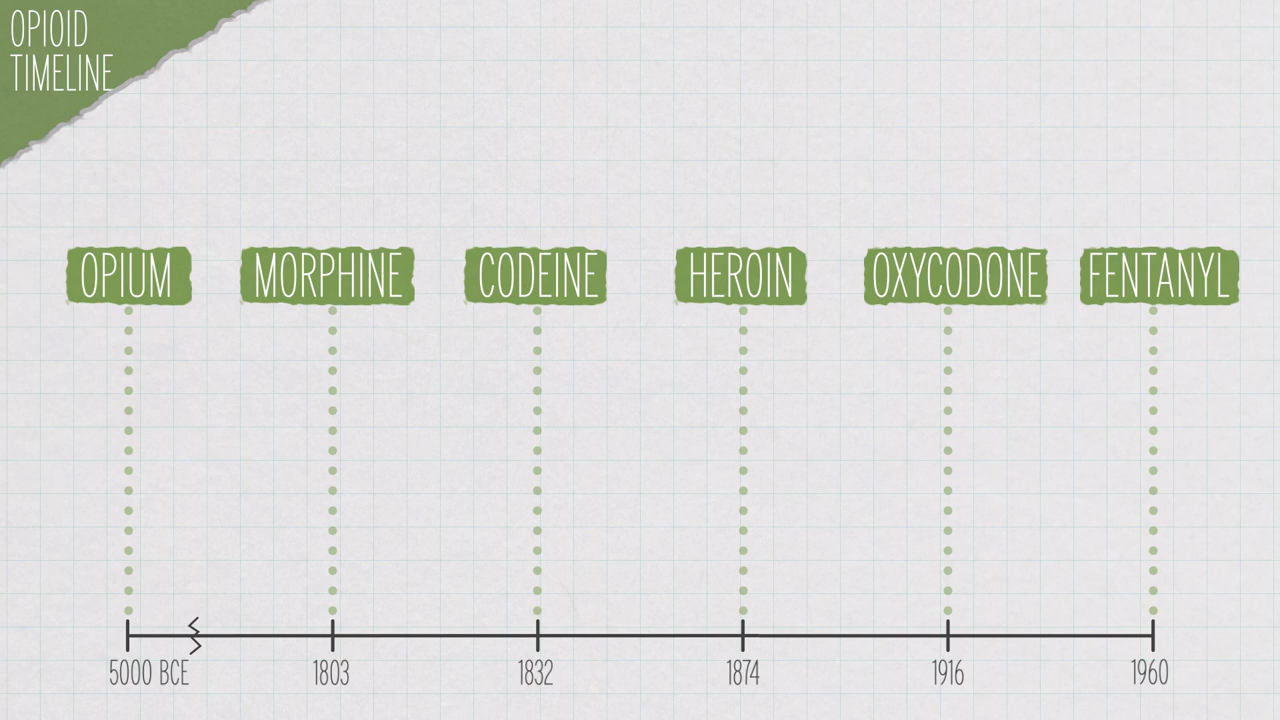 OPIOID
TIMELINE
OPIUM
MORPHINE
CODEINE
HEROIN
OXYCODONE
FENTANYL
5000 BCE
1803
1832
1874
1916
1960